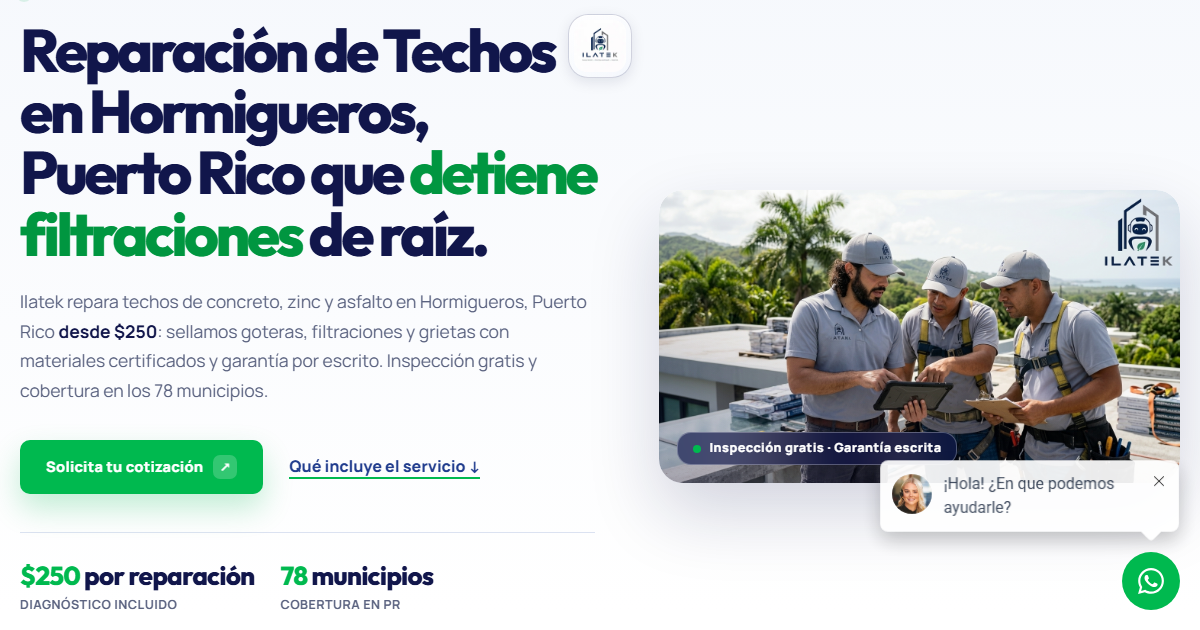 Reparación de Techos
ILATEK
en Hormigueros,
Puerto Rico que detiene
filtraciones de raíz.
Ilatek repara techos de concreto, zinc y asfalto en Hormigueros, Puerto
Rico desde $250: sellamos goteras, filtraciones y grietas con
materiales certificados y garantía por escrito. Inspección gratis y
cobertura en los 78 municipios.
Solicita tu cotización ↗
Qué incluye el servicio ↓
$250 por reparación
DIAGNÓSTICO INCLUIDO
78 municipios
COBERTURA EN PR
ILATEK
Inspección gratis · Garantía escrita
¡Hola! ¿En que podemos
ayudarle?